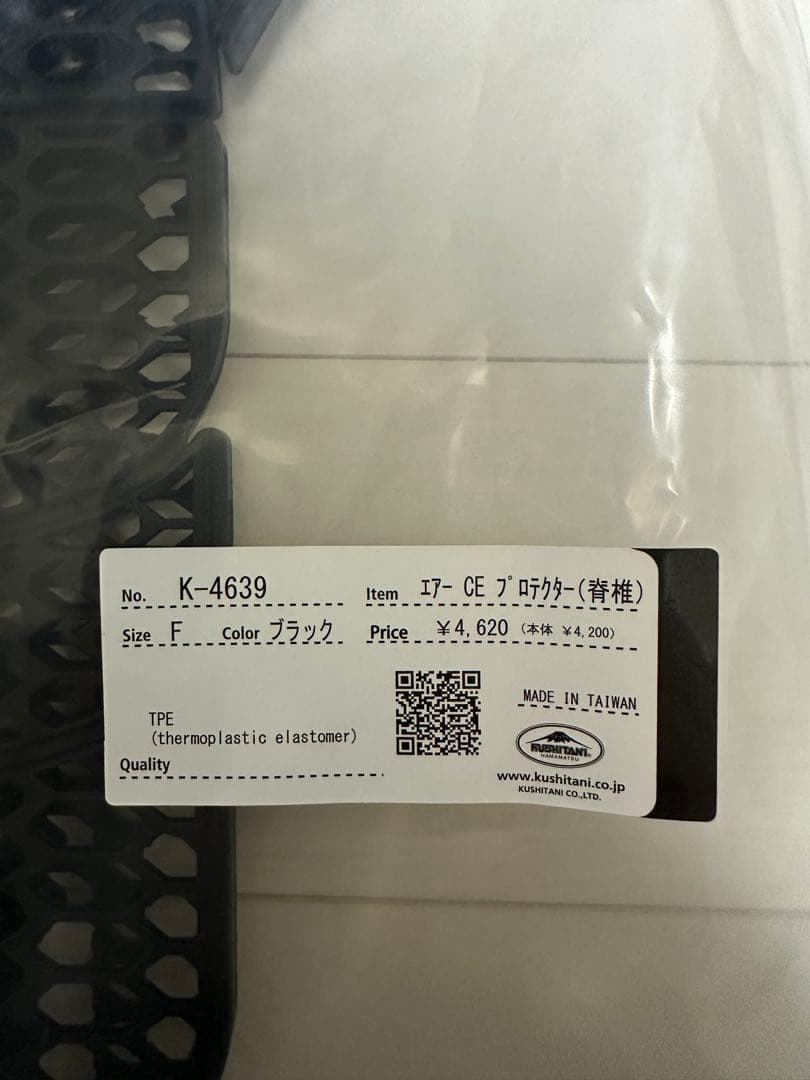 No. K-4639
Item エアー CE プロテクター(脊椎)
Size F Color ブラック
Price ¥4,620 (本体 ¥4,200)
MADE IN TAIWAN
TPE
(thermoplastic elastomer)
Quality
KUSHITANI®
HAMAMATSU
www.kushitani.co.jp
KUSHITANI CO.,LTD.